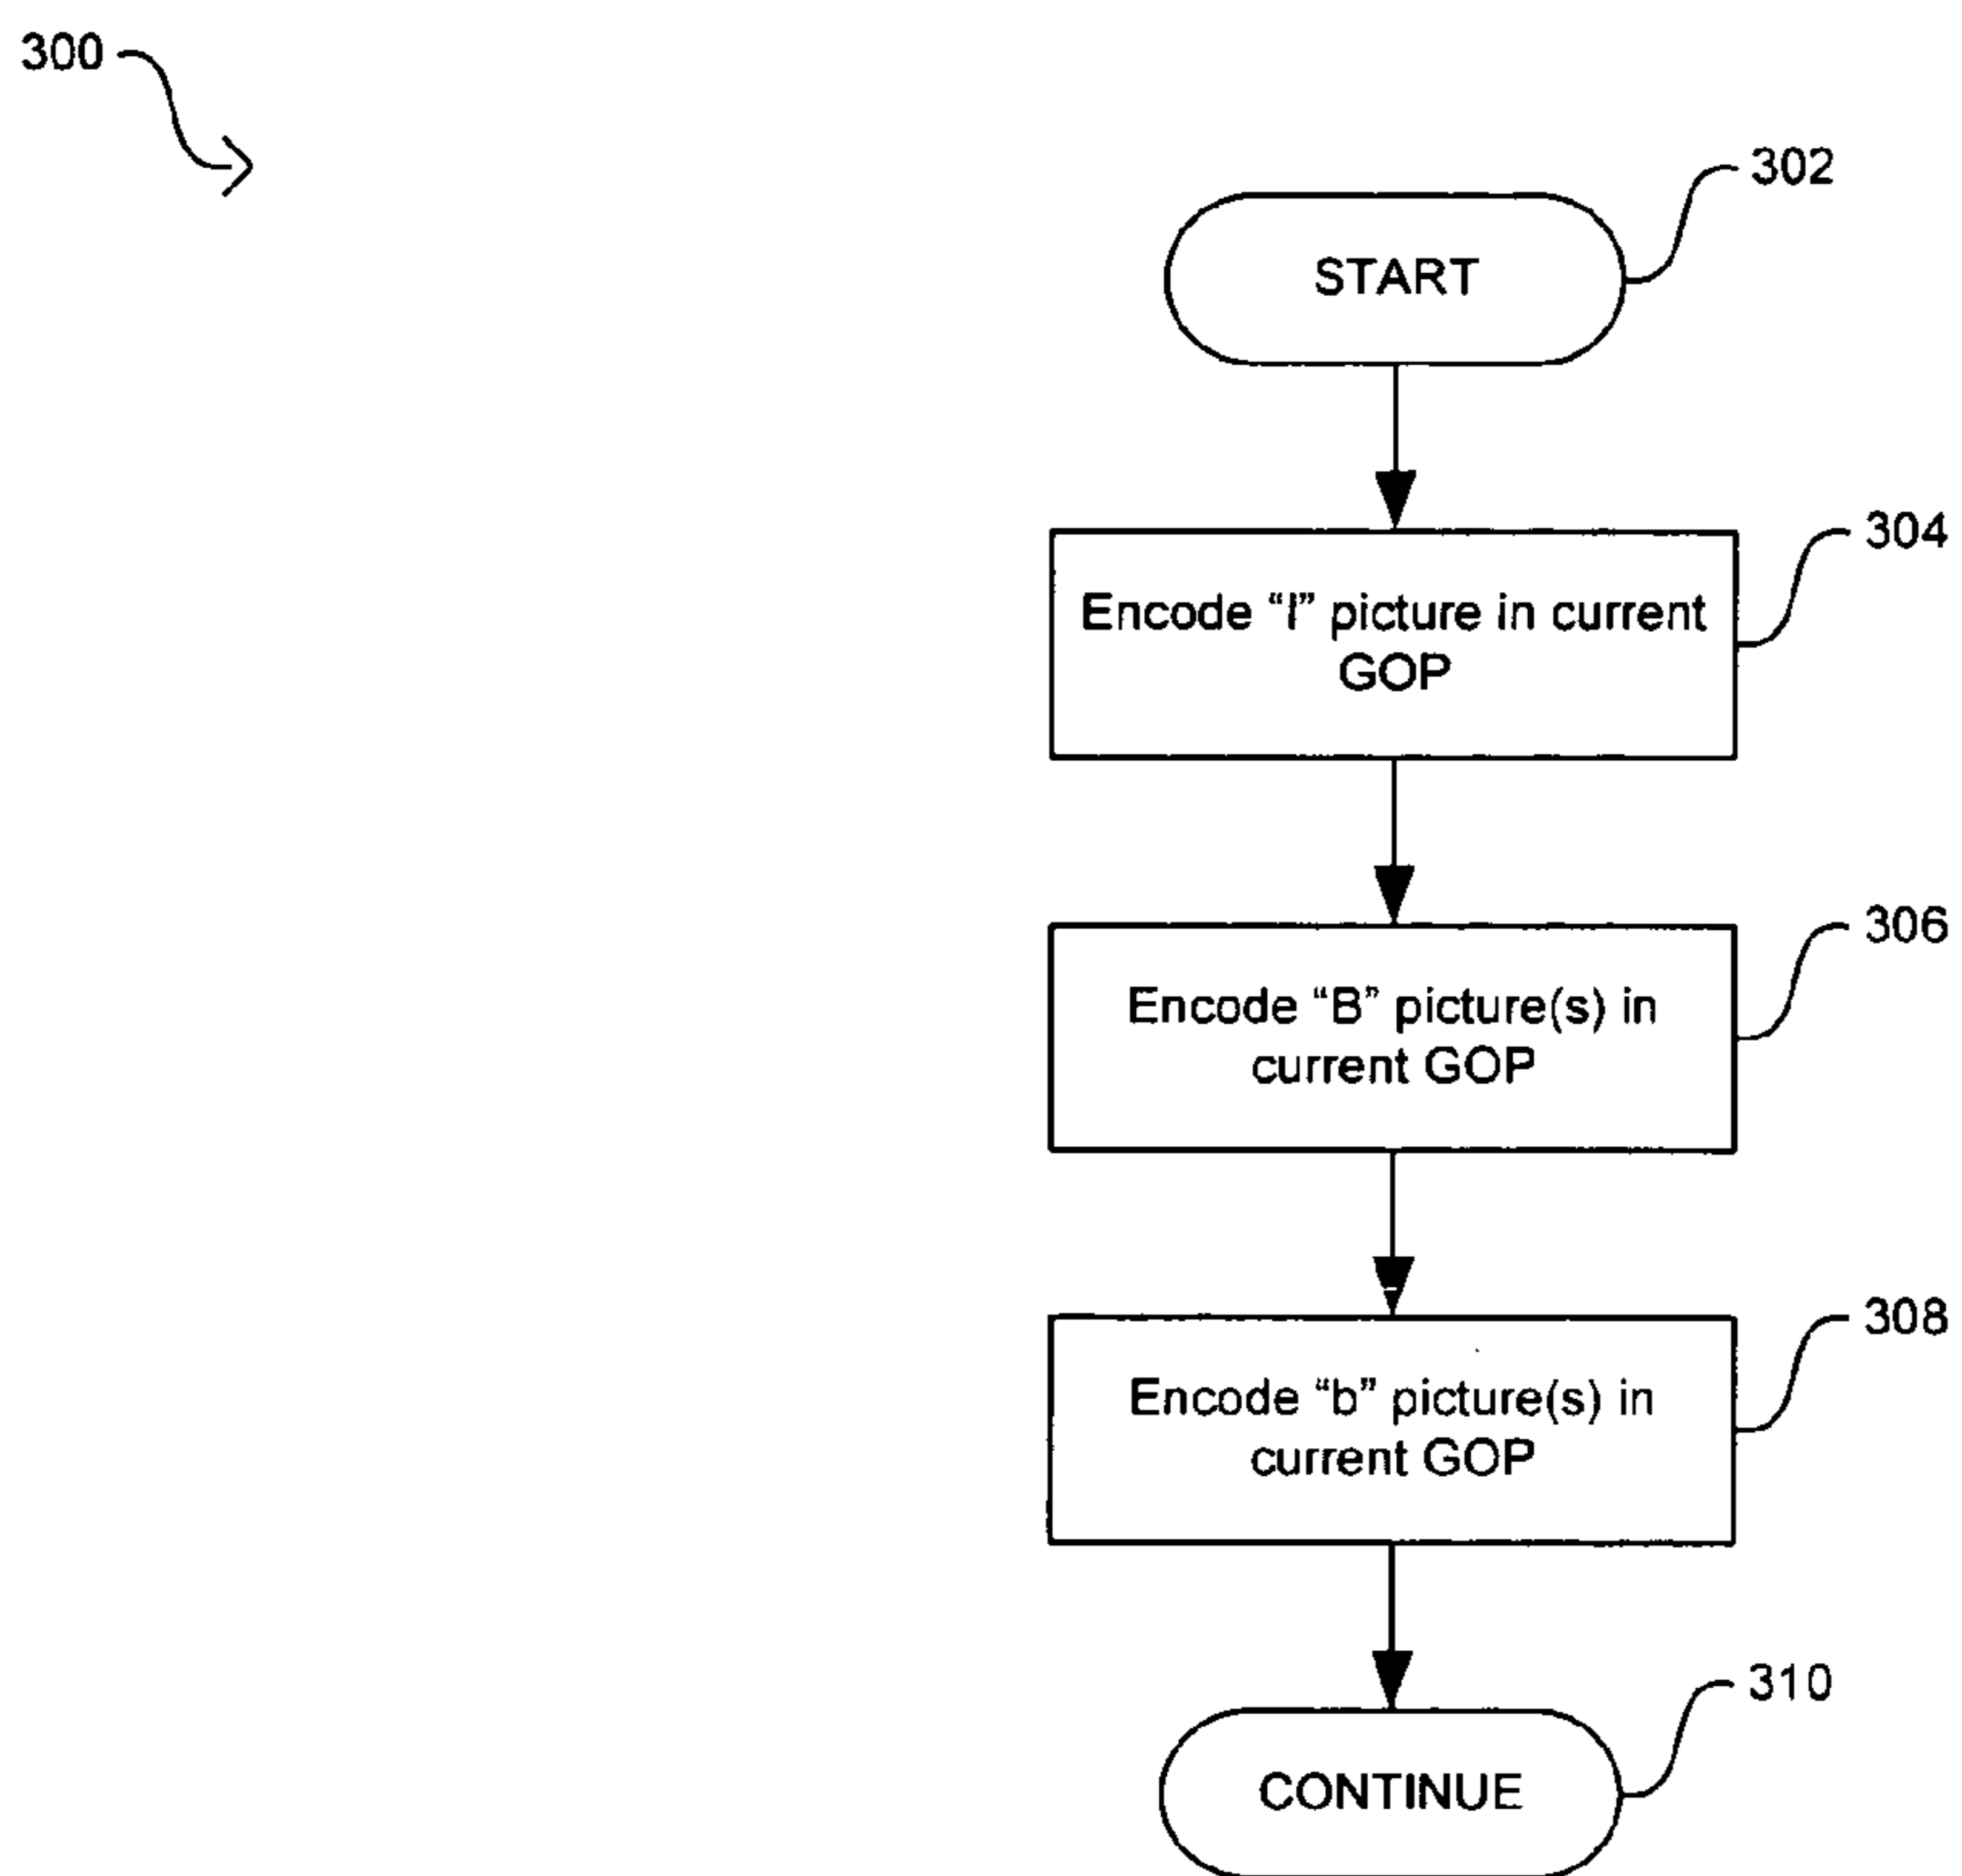 300
302
START
304
Encode “I” picture in current
GOP
306
Encode “B” picture(s) in
current GOP
308
Encode “b” picture(s) in
current GOP
310
CONTINUE